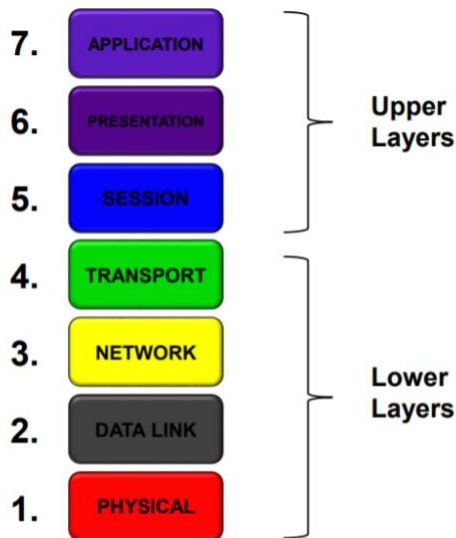 7. APPLICATION
6. PRESENTATION
5. SESSION
4. TRANSPORT
3. NETWORK
2. DATA LINK
1. PHYSICAL
Upper
Layers
Lower
Layers